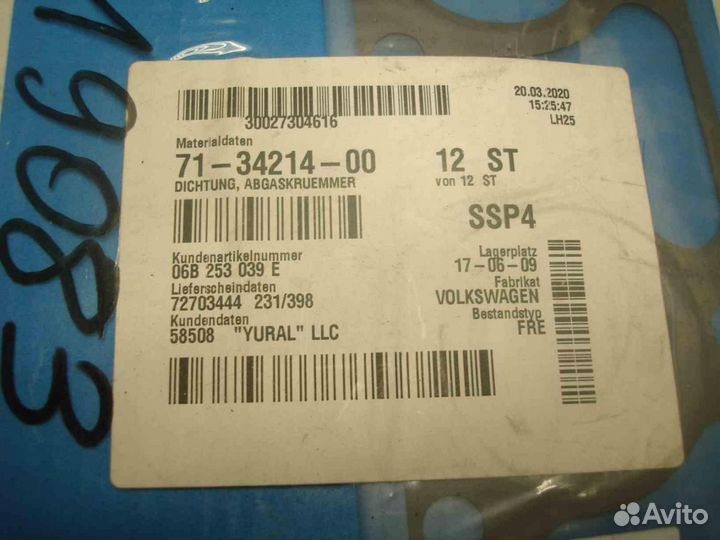 30027304616
20.03.2020
15:25:47
LH25
Materialdaten
71-34214-00
12 ST
DICHTUNG, ABGASKRUEMMER
von 12 ST
SSP4
Kundenartikelnummer
06B 253 039 E
Lagerplatz
17-06-09
Lieferscheindaten
72703444 231/398
Fabrikat
VOLKSWAGEN
Kundendaten
58508 "YURAL" LLC
Bestandstyp
FRE
Avito